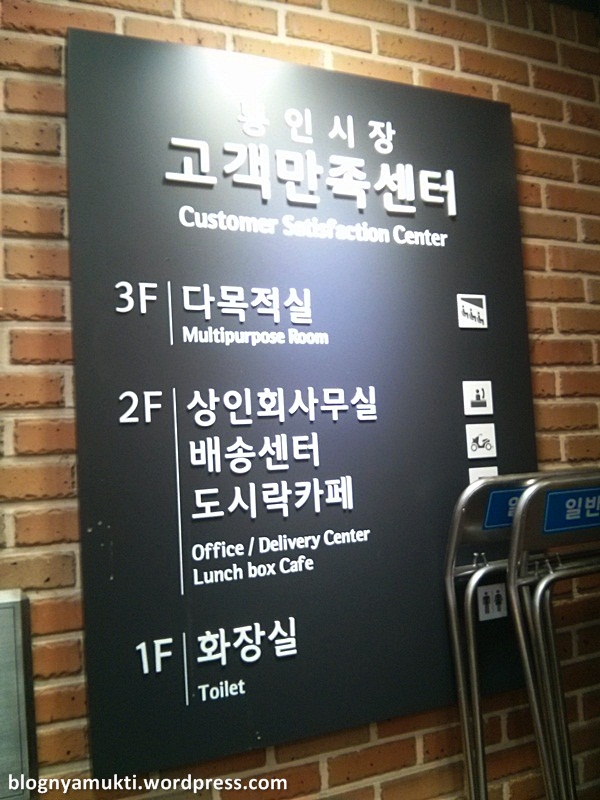 통인시장
고객만족센터
Customer Satisfaction Center
3F 다목적실
Multipurpose Room
2F 상인회사무실
배송센터
도시락카페
Office / Delivery Center
Lunch box Cafe
1F 화장실
Toilet
일반
blognyamukti.wordpress.com